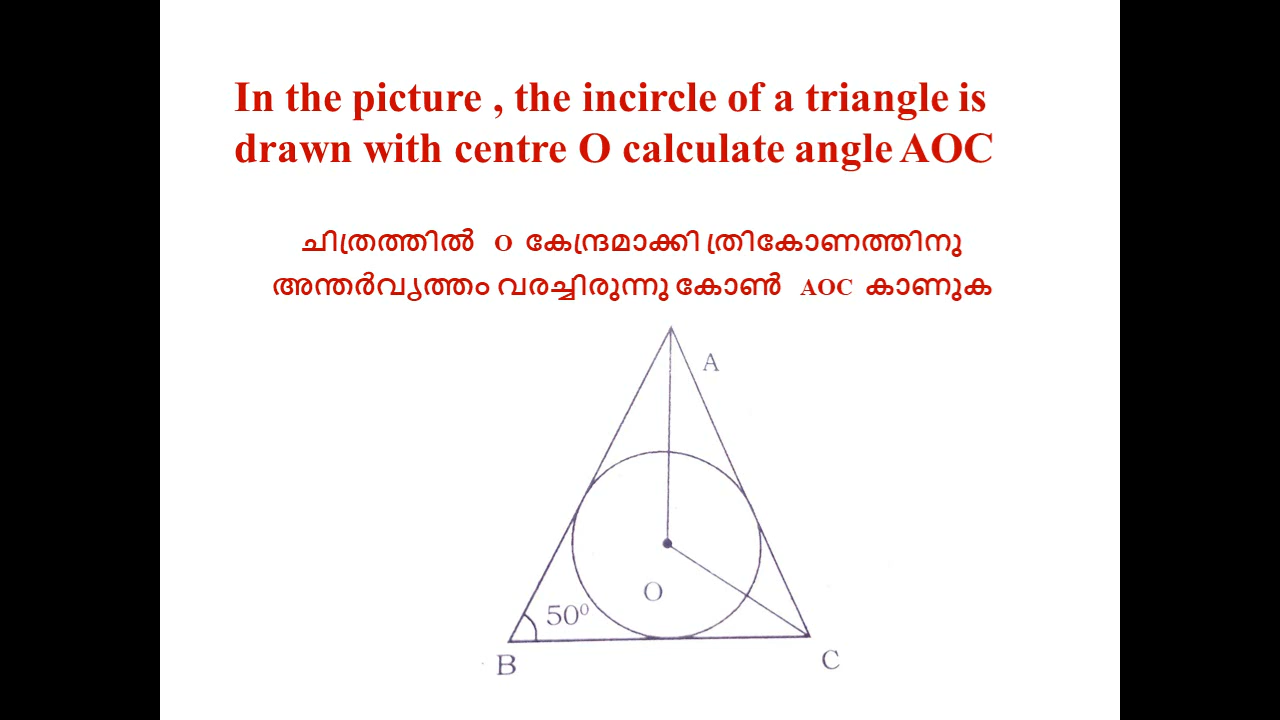 In the picture , the incircle of a triangle is
drawn with centre O calculate angle AOC
ചിത്രത്തിൽ O കേന്ദ്രമാക്കി ത്രികോണത്തിനു
അന്തർവൃത്തം വരച്ചിരുന്നു കോൺ AOC കാണുക
A
O
50⁰
B
C